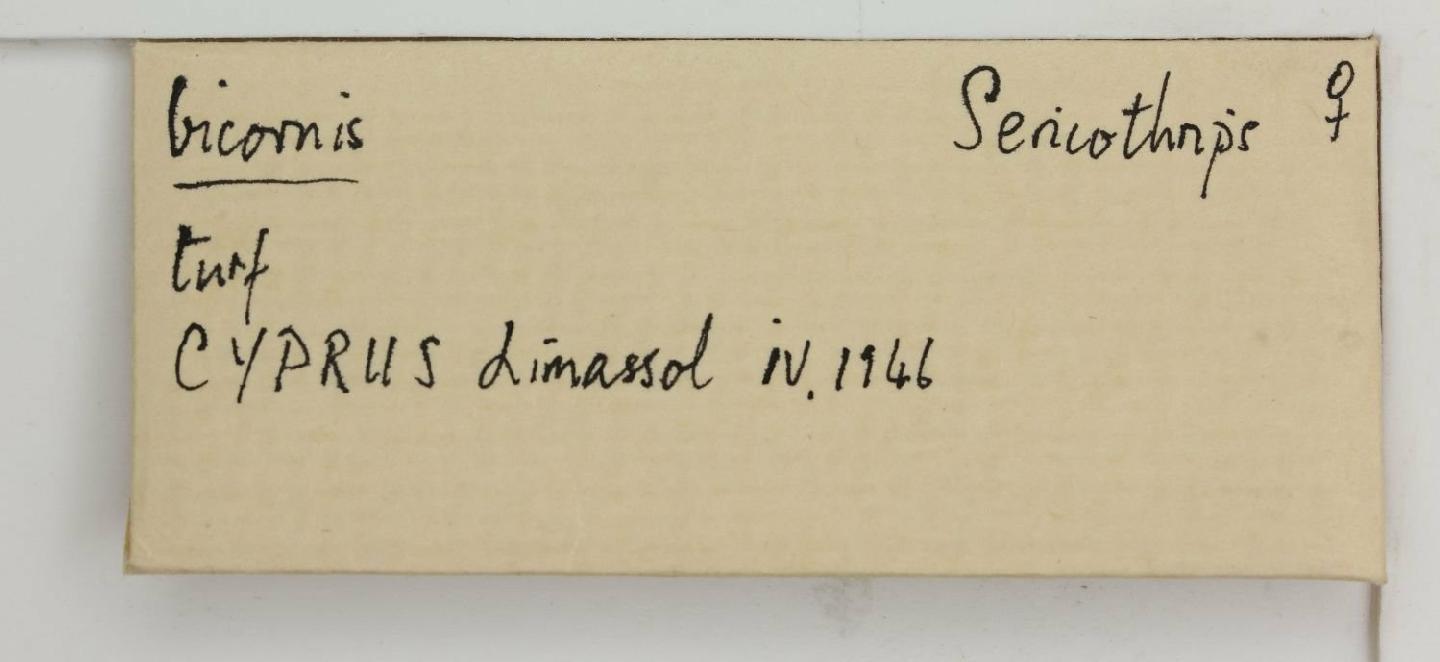 bicornis Sericothrips ♀
turf
CYPRUS Limassol iv. 1946